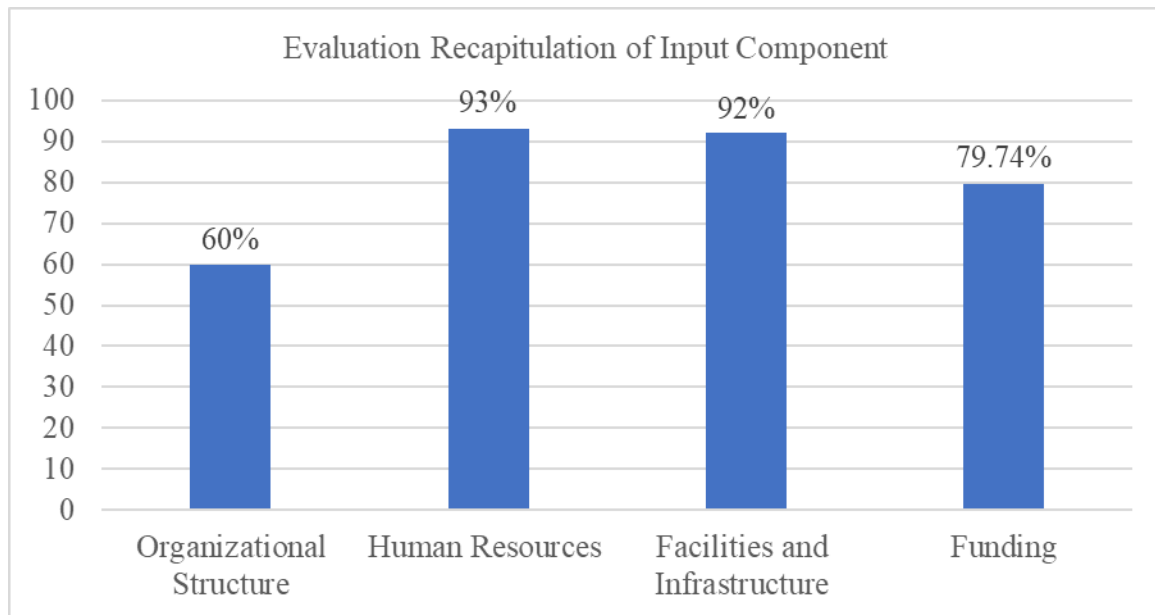 Evaluation Recapitulation of Input Component
100
90
80
70
60
50
40
30
20
10
0
60%
93%
92%
79.74%
Organizational
Structure
Human Resources
Facilities and
Infrastructure
Funding